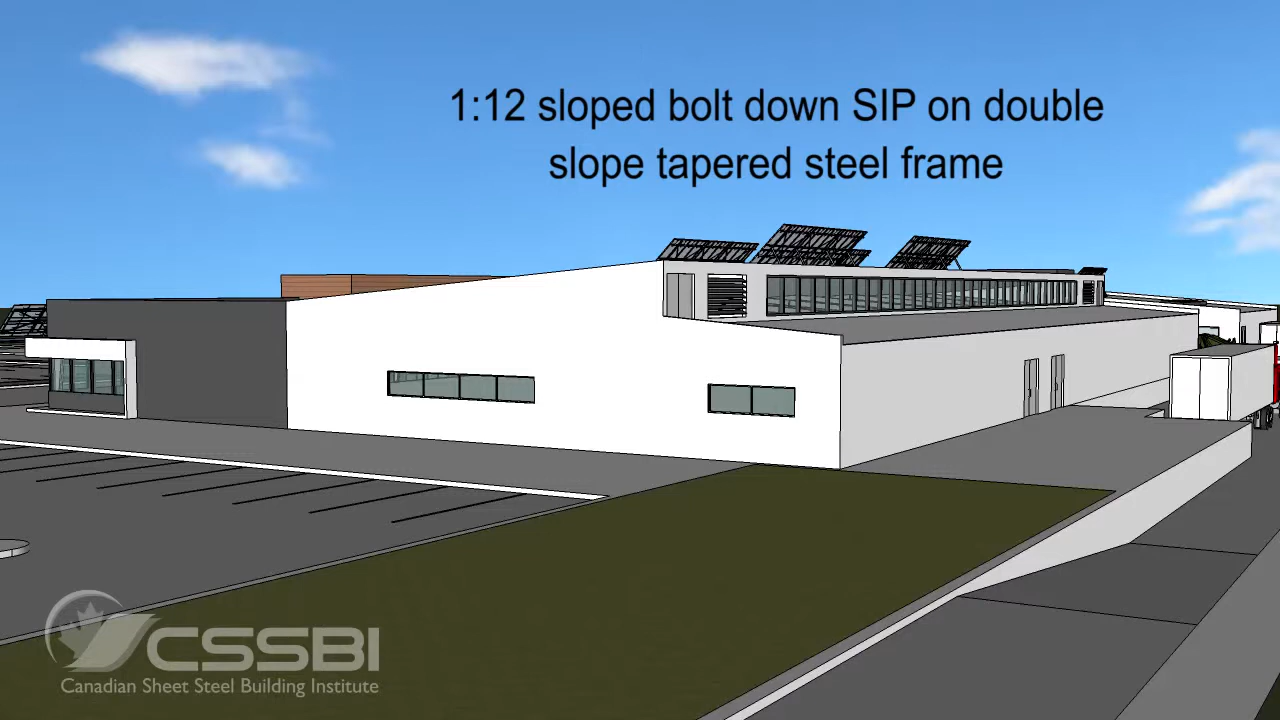 1:12 sloped bolt down SIP on double
slope tapered steel frame
CSSBI
Canadian Sheet Steel Building Institute